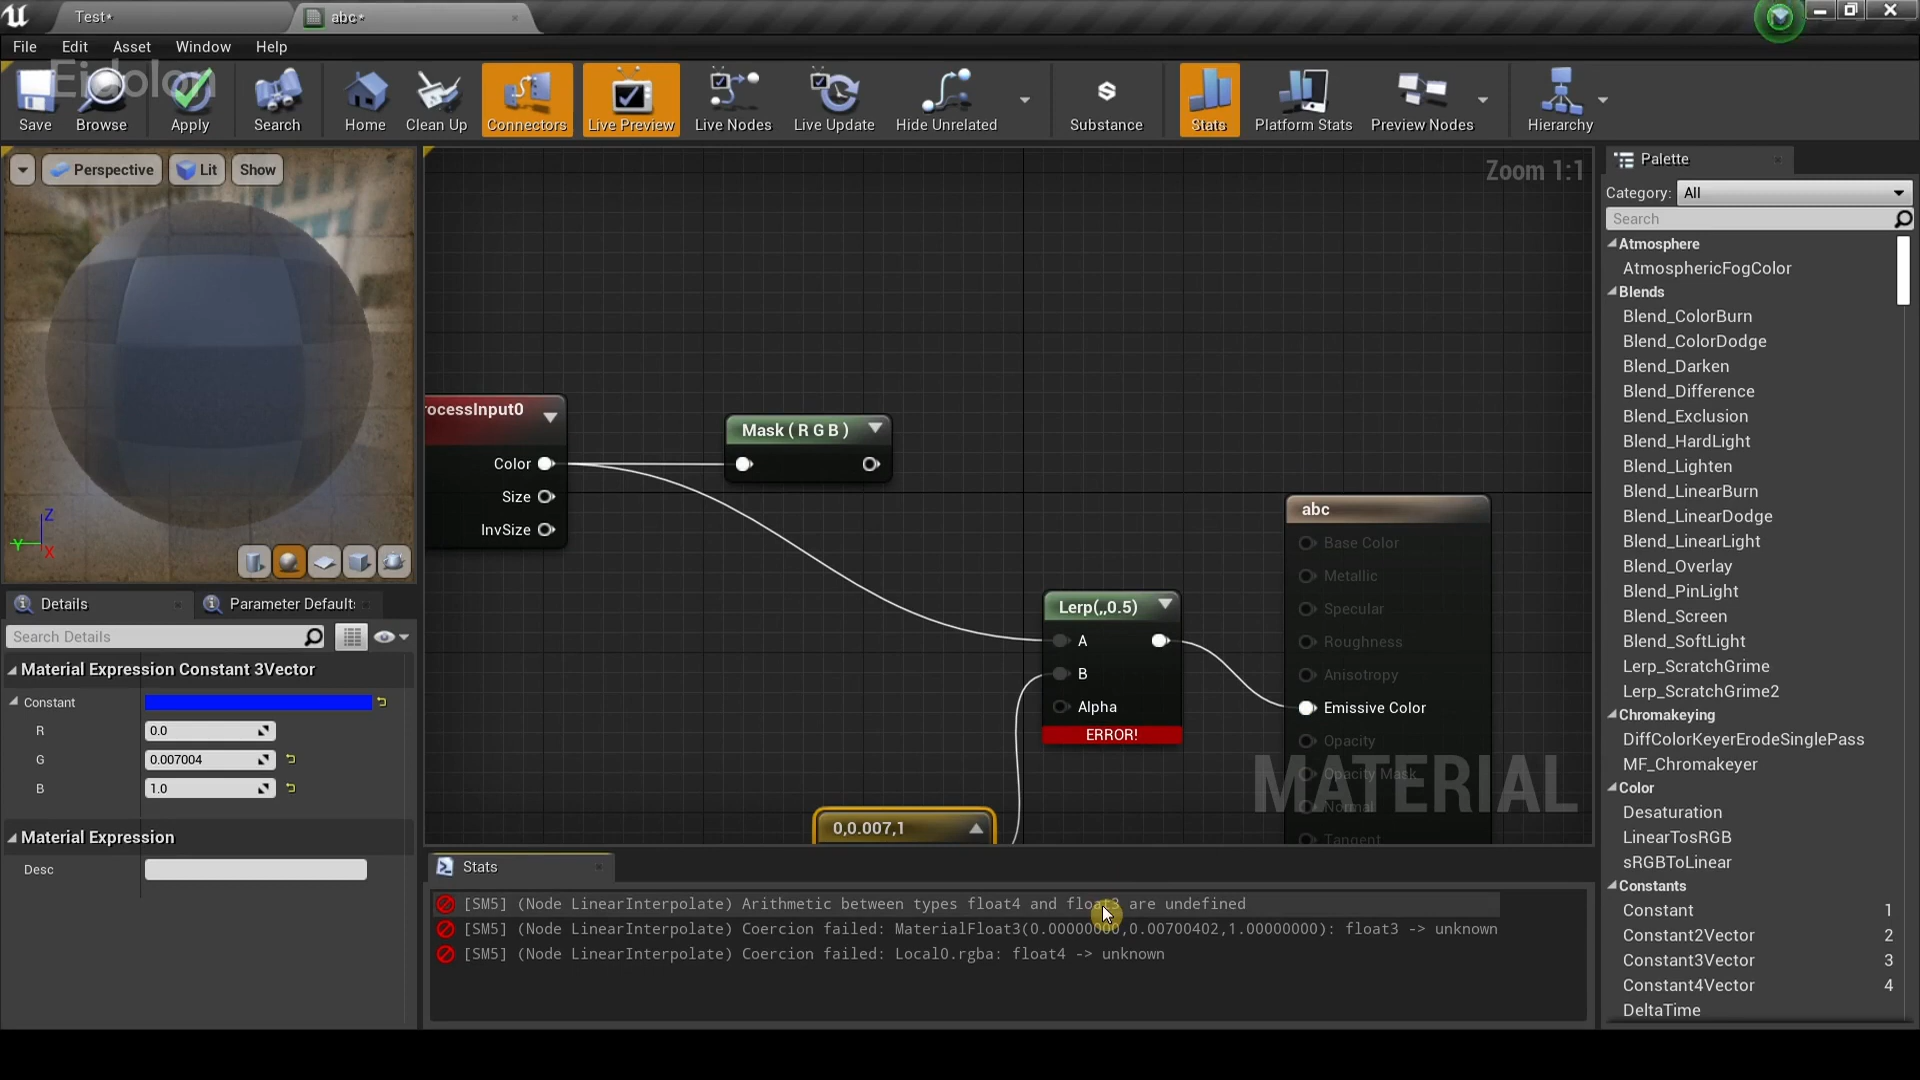 Test*
abc*
File Edit Asset Window Help
Eidolon
Save Browse Apply Search Home Clean Up Connectors Live Preview Live Nodes Live Update Hide Unrelated Substance Stats Platform Stats Preview Nodes Hierarchy
Perspective Lit Show
Z
Y
X
Zoom 1:1
rocessInput0
Color
Size
InvSize
Mask ( R G B )
Lerp(,,0.5)
A
B
Alpha
ERROR!
0,0.007,1
abc
Base Color
Metallic
Specular
Roughness
Anisotropy
Emissive Color
Opacity
Opacity Mask
Normal
Tangent
MATERIAL
Details
Parameter Default
Search Details
Material Expression Constant 3Vector
Constant
R 0.0
G 0.007004
B 1.0
Material Expression
Desc
Stats
[SM5] (Node LinearInterpolate) Arithmetic between types float4 and float3 are undefined
[SM5] (Node LinearInterpolate) Coercion failed: MaterialFloat3(0.00000000,0.00700402,1.00000000): float3 -> unknown
[SM5] (Node LinearInterpolate) Coercion failed: Local0.rgba: float4 -> unknown
Palette
Category: All
Search
Atmosphere
AtmosphericFogColor
Blends
Blend_ColorBurn
Blend_ColorDodge
Blend_Darken
Blend_Difference
Blend_Exclusion
Blend_HardLight
Blend_Lighten
Blend_LinearBurn
Blend_LinearDodge
Blend_LinearLight
Blend_Overlay
Blend_PinLight
Blend_Screen
Blend_SoftLight
Lerp_ScratchGrime
Lerp_ScratchGrime2
Chromakeying
DiffColorKeyerErodeSinglePass
MF_Chromakeyer
Color
Desaturation
LinearTosRGB
sRGBToLinear
Constants
Constant 1
Constant2Vector 2
Constant3Vector 3
Constant4Vector 4
DeltaTime